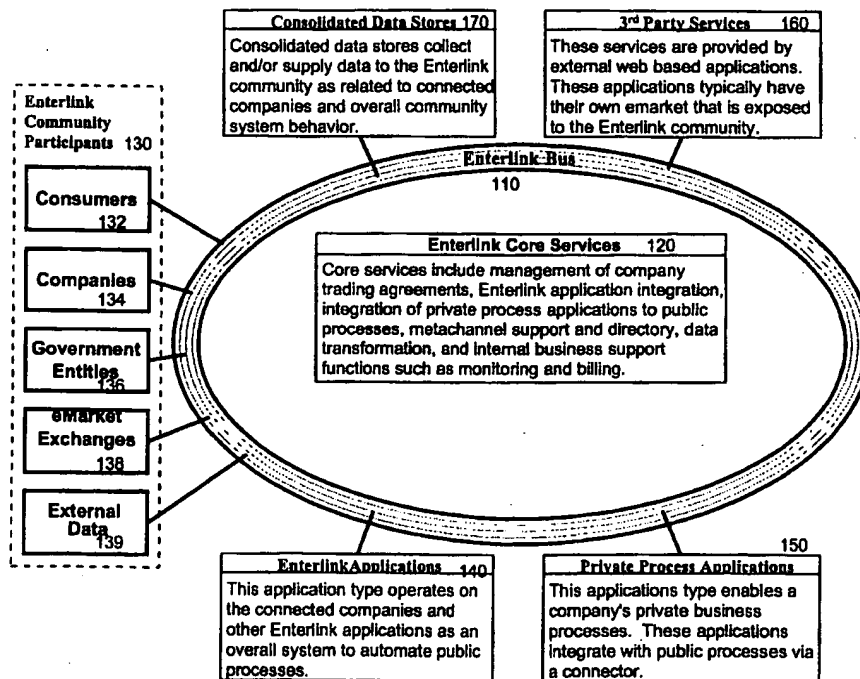 Consolidated Data Stores 170
Consolidated data stores collect
and/or supply data to the Enterlink
community as related to connected
companies and overall community
system behavior.
3rd Party Services 160
These services are provided by
external web based applications.
These applications typically have
their own emarket that is exposed
to the Enterlink community.
Enterlink
Community
Participants 130
Consumers
132
Companies
134
Government
Entities
136
eMarket
Exchanges
138
External
Data
139
Enterlink Bus
110
Enterlink Core Services 120
Core services include management of company
trading agreements, Enterlink application integration,
integration of private process applications to public
processes, metachannel support and directory, data
transformation, and internal business support
functions such as monitoring and billing.
EnterlinkApplications 140
This application type operates on
the connected companies and
other Enterlink applications as an
overall system to automate public
processes.
150
Private Process Applications
This applications type enables a
company's private business
processes. These applications
integrate with public processes via
a connector.